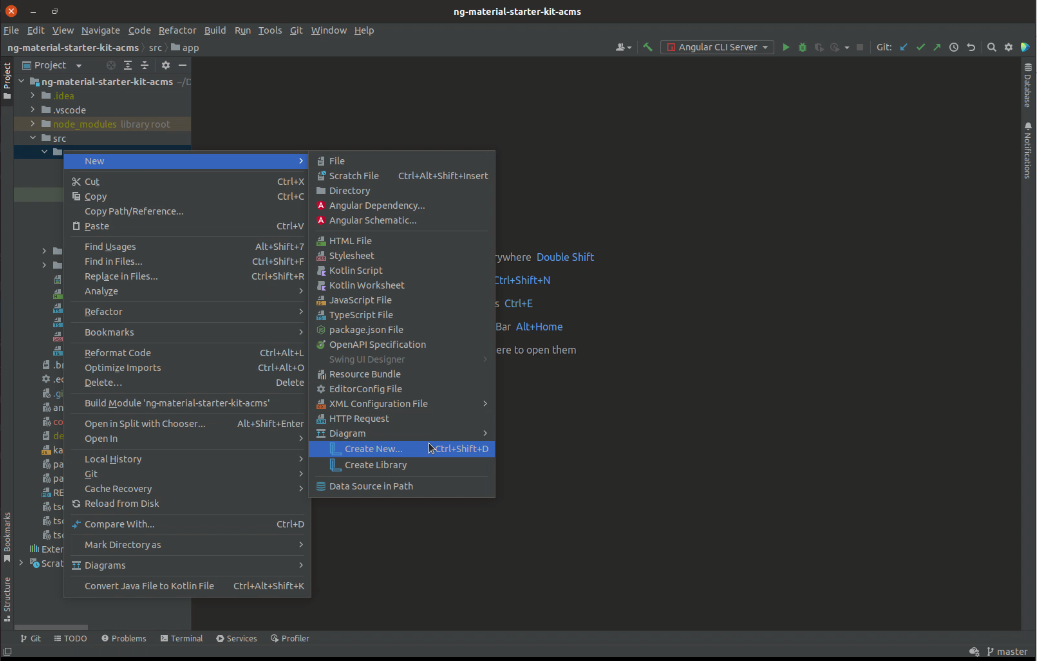 ng-material-starter-kit-acms
File Edit View Navigate Code Refactor Build Run Tools Git Window Help
ng-material-starter-kit-acms src app
Angular CLI Server
Git:
Project
Project
ng-material-starter-kit-acms
.idea
.vscode
node_modules library root
src
New
Cut Ctrl+X
Copy Ctrl+C
Copy Path/Reference...
Paste Ctrl+V
Find Usages Alt+Shift+7
Find in Files... Ctrl+Shift+F
Replace in Files... Ctrl+Shift+R
Analyze
Refactor
Bookmarks
Reformat Code Ctrl+Alt+L
Optimize Imports Ctrl+Alt+O
Delete... Delete
Build Module 'ng-material-starter-kit-acms'
Open in Split with Chooser... Alt+Shift+Enter
Open In
Local History
Git
Cache Recovery
Reload from Disk
Compare With... Ctrl+D
Mark Directory as
Diagrams
Convert Java File to Kotlin File Ctrl+Alt+Shift+K
File
Scratch File Ctrl+Alt+Shift+Insert
Directory
Angular Dependency...
Angular Schematic...
HTML File
Stylesheet
Kotlin Script
Kotlin Worksheet
JavaScript File
TypeScript File
package.json File
OpenAPI Specification
Swing UI Designer
Resource Bundle
EditorConfig File
XML Configuration File
HTTP Request
Diagram
Create New... Ctrl+Shift+D
Create Library
Data Source in Path
rywhere Double Shift
Ctrl+Shift+N
s Ctrl+E
Bar Alt+Home
ere to open them
.br
.ec
.gi
an
co
de
ka
pa
pa
RE
tsc
tsc
tsc
Exter
Scrat
Database
Notifications
Bookmarks
Structure
Git TODO Problems Terminal Services Profiler
master